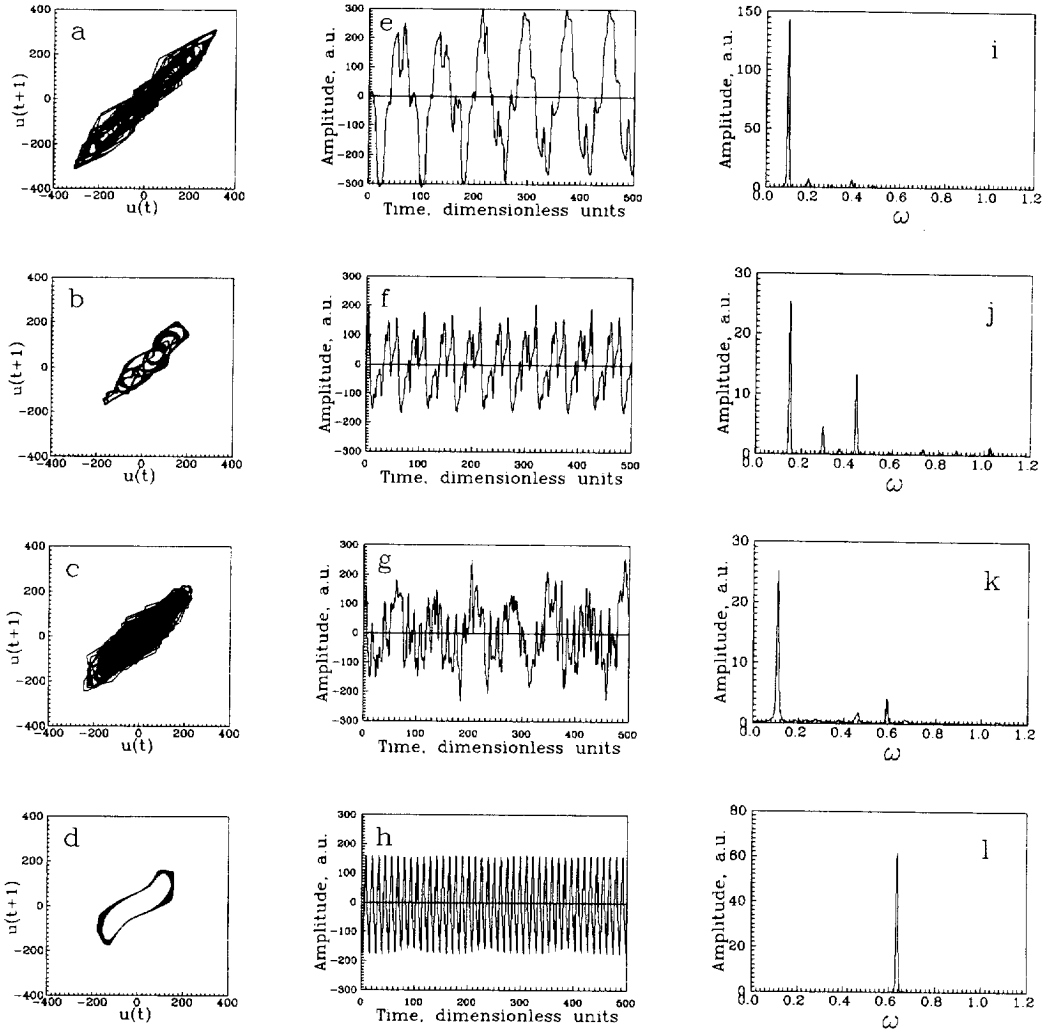 a
400
200
0
−200
−400
u(t+1)
−400 −200 0 200 400
u(t)
e
300
200
100
0
−100
−200
−300
Amplitude, a.u.
0 100 200 300 400 500
Time, dimensionless units
i
150
100
50
0
Amplitude, a.u.
0.0 0.2 0.4 0.6 0.8 1.0 1.2
ω
b
400
200
0
−200
−400
u(t+1)
−400 −200 0 200 400
u(t)
f
300
200
100
0
−100
−200
−300
Amplitude, a.u.
0 100 200 300 400 500
Time, dimensionless units
j
30
20
10
0
Amplitude, a.u.
0.0 0.2 0.4 0.6 0.8 1.0 1.2
ω
c
400
200
0
−200
−400
u(t+1)
−400 −200 0 200 400
u(t)
g
300
200
100
0
−100
−200
−300
Amplitude, a.u.
0 100 200 300 400 500
Time, dimensionless units
k
30
20
10
0
Amplitude, a.u.
0.0 0.2 0.4 0.6 0.8 1.0 1.2
ω
d
400
200
0
−200
−400
u(t+1)
−400 −200 0 200 400
u(t)
h
300
200
100
0
−100
−200
−300
Amplitude, a.u.
0 100 200 300 400 500 600
Time, dimensionless units
l
80
60
40
20
0
Amplitude, a.u.
0.0 0.2 0.4 0.6 0.8 1.0 1.2
ω